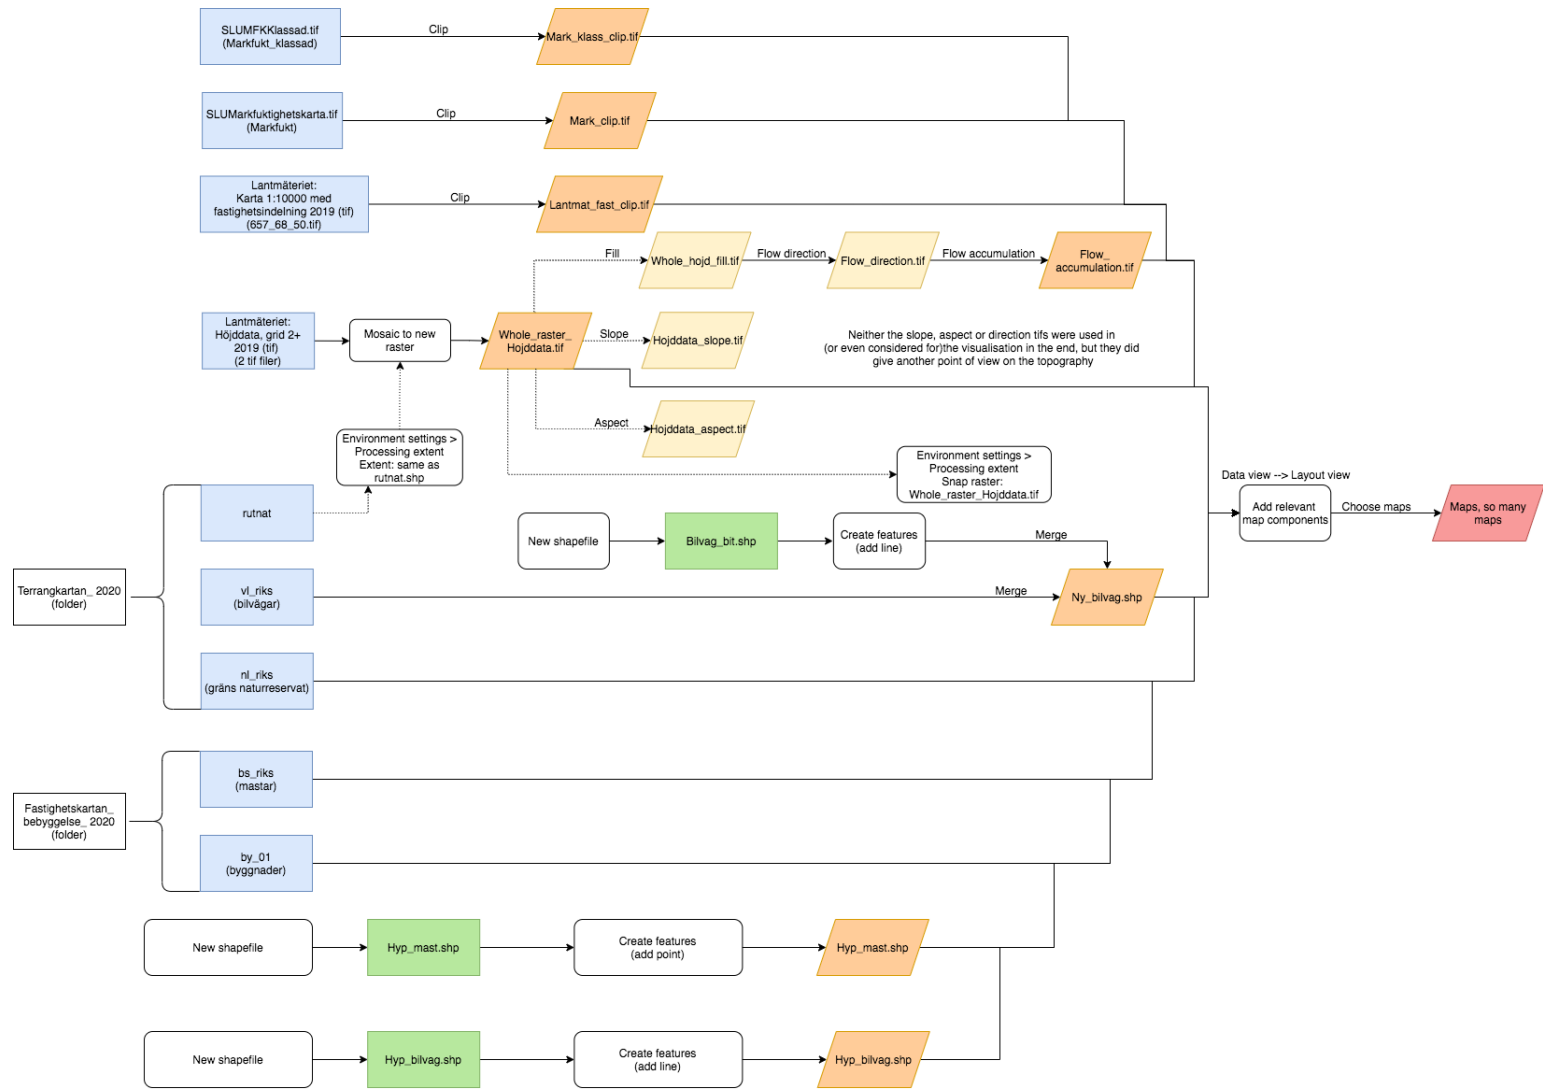 SLUMFKKlassad.tif
(Markfukt_klassad)
Clip
Mark_klass_clip.tif
SLUMarkfuktighetskarta.tif
(Markfukt)
Clip
Mark_clip.tif
Lantmäteriet:
Karta 1:10000 med
fastighetsindelning 2019 (tif)
(657_68_50.tif)
Clip
Lantmat_fast_clip.tif
Fill
Whole_hojd_fill.tif
Flow direction
Flow_direction.tif
Flow accumulation
Flow_
accumulation.tif
Lantmäteriet:
Höjddata, grid 2+
2019 (tif)
(2 tif filer)
Mosaic to new
raster
Whole_raster_
Hojddata.tif
Slope
Hojddata_slope.tif
Neither the slope, aspect or direction tifs were used in
(or even considered for)the visualisation in the end, but they did
give another point of view on the topography
Aspect
Hojddata_aspect.tif
Environment settings >
Processing extent
Extent: same as
rutnat.shp
Environment settings >
Processing extent
Snap raster:
Whole_raster_Hojddata.tif
Data view --> Layout view
Add relevant
map components
Choose maps
Maps, so many
maps
rutnat
New shapefile
Bilvag_bit.shp
Create features
(add line)
Merge
Terrangkartan_ 2020
(folder)
vl_riks
(bilvägar)
Merge
Ny_bilvag.shp
nl_riks
(gräns naturreservat)
bs_riks
(mastar)
Fastighetskartan_
bebyggelse_ 2020
(folder)
by_01
(byggnader)
New shapefile
Hyp_mast.shp
Create features
(add point)
Hyp_mast.shp
New shapefile
Hyp_bilvag.shp
Create features
(add line)
Hyp_bilvag.shp